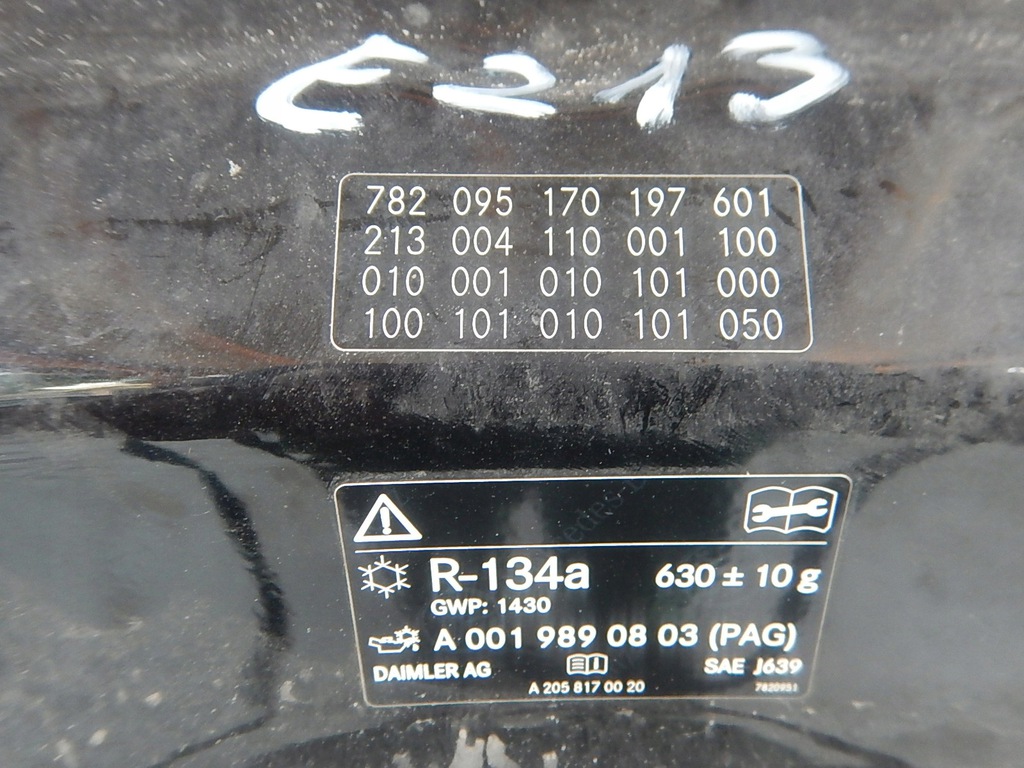 E213
782 095 170 197 601
213 004 110 001 100
010 001 010 101 000
100 101 010 101 050
R-134a 630 ± 10 g
GWP: 1430
A 001 989 08 03 (PAG)
DAIMLER AG SAE J639
A 205 817 00 20 7820951